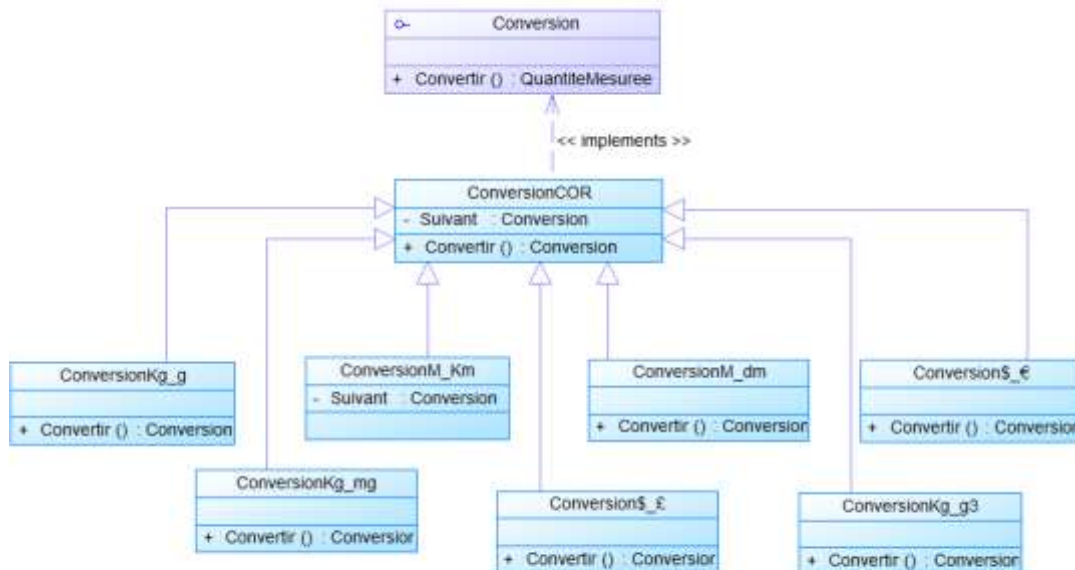 Conversion
+ Convertir () : QuantiteMesuree
<< implements >>
ConversionCOR
- Suivant : Conversion
+ Convertir () : Conversion
ConversionKg_g
+ Convertir () : Conversion
ConversionM_Km
- Suivant : Conversion
ConversionM_dm
+ Convertir () : Conversion
Conversion$_€
+ Convertir () : Conversion
ConversionKg_mg
+ Convertir () : Conversion
Conversion$_£
+ Convertir () : Conversion
ConversionKg_g3
+ Convertir () : Conversion